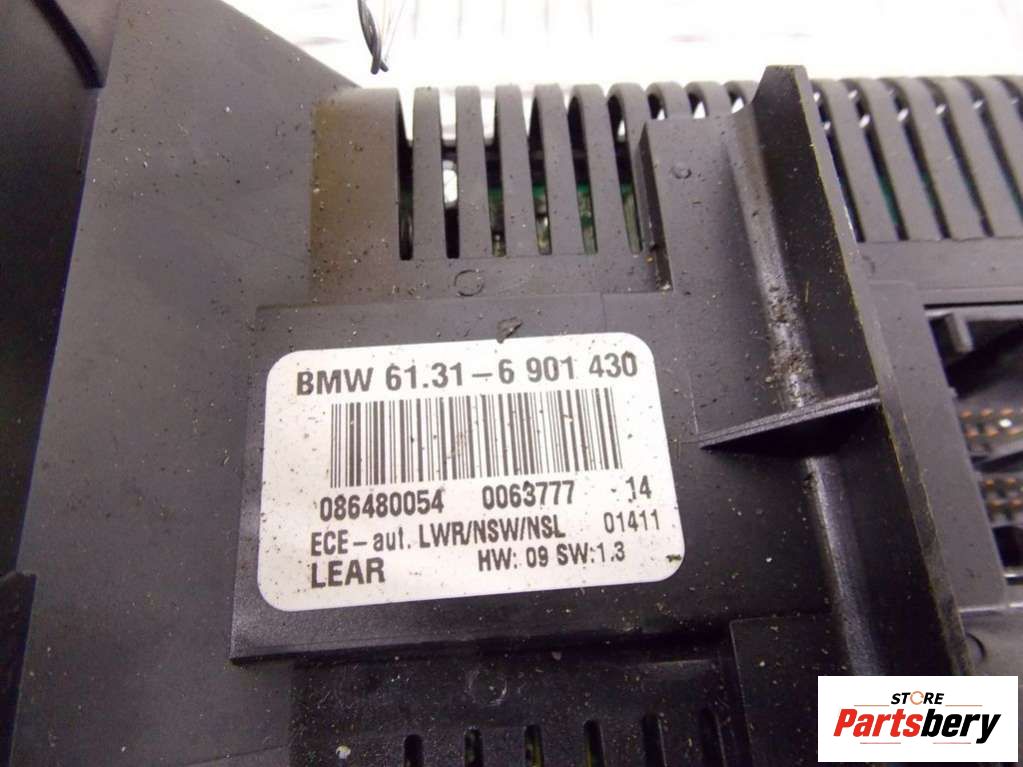 BMW 61.31-6 901 430
086480054 0063777 14
ECE-aut. LWR/NSW/NSL 01411
LEAR HW: 09 SW:1.3
STORE
Partsbery